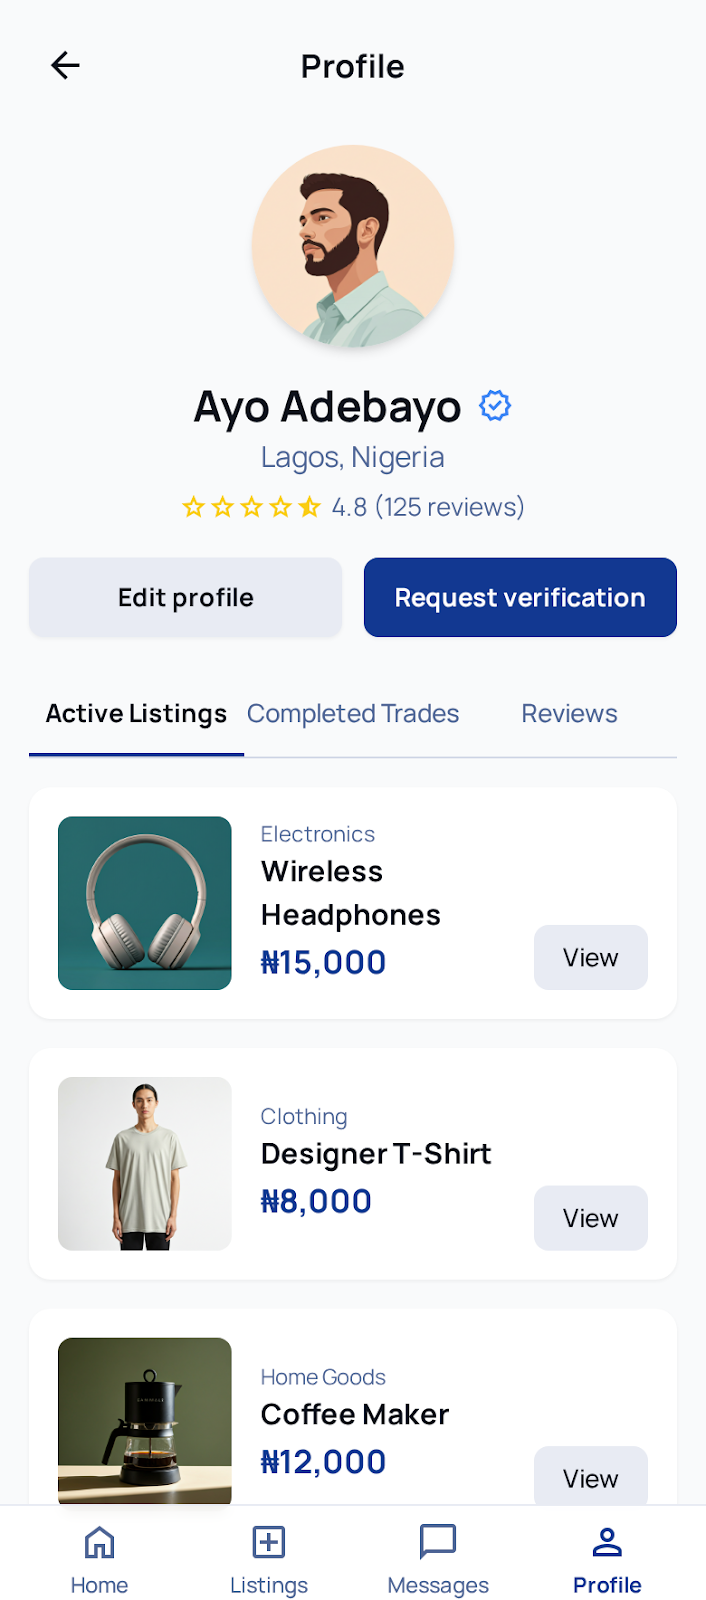 Profile
Ayo Adebayo
Lagos, Nigeria
4.8 (125 reviews)
Edit profile
Request verification
Active Listings
Completed Trades
Reviews
Electronics
Wireless
Headphones
₦15,000
View
Clothing
Designer T-Shirt
₦8,000
View
Home Goods
Coffee Maker
₦12,000
View
Home
Listings
Messages
Profile